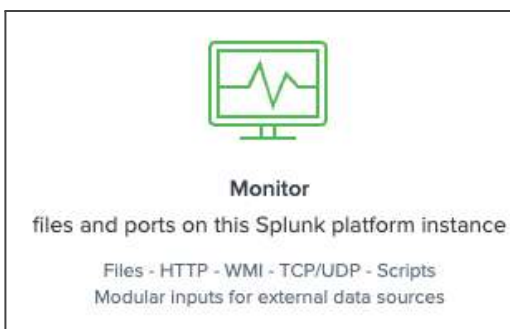 Monitor
files and ports on this Splunk platform instance
Files - HTTP - WMI - TCP/UDP - Scripts
Modular inputs for external data sources